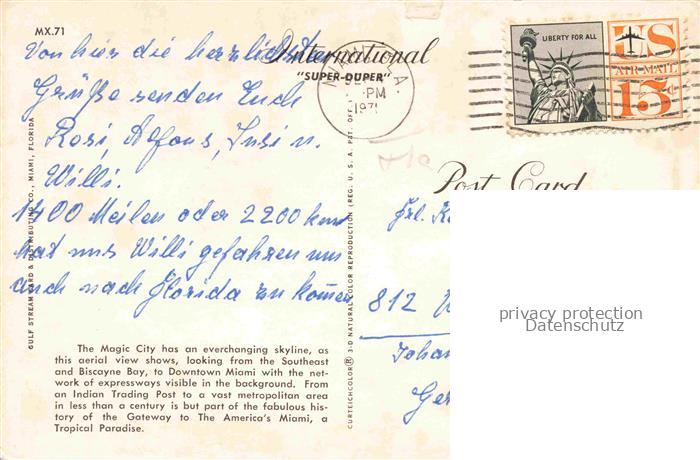 MX.71
Von hier die herzlichsten
Grüße senden Euch
Rosi, Alfons, Susi u.
Willi.
1400 Meilen oder 2200 km
hat uns Willi gefahren um
auch nach Florida zu kommen
International
"SUPER-DUPER"
PM
1971
LIBERTY FOR ALL
US
AIR MAIL
15¢
Post Card
Frl.
812
Ger
privacy protection
Datenschutz
GULF STREAM CARD & DISTRIBUTING CO., MIAMI, FLORIDA
CURTEICHCOLOR® 3-D NATURAL COLOR REPRODUCTION (REG. U.S.A. PAT. OFF.
The Magic City has an everchanging skyline, as
this aerial view shows, looking from the Southeast
and Biscayne Bay, to Downtown Miami with the net-
work of expressways visible in the background. From
an Indian Trading Post to a vast metropolitan area
in less than a century is but part of the fabulous his-
tory of the Gateway to The America's Miami, a
Tropical Paradise.